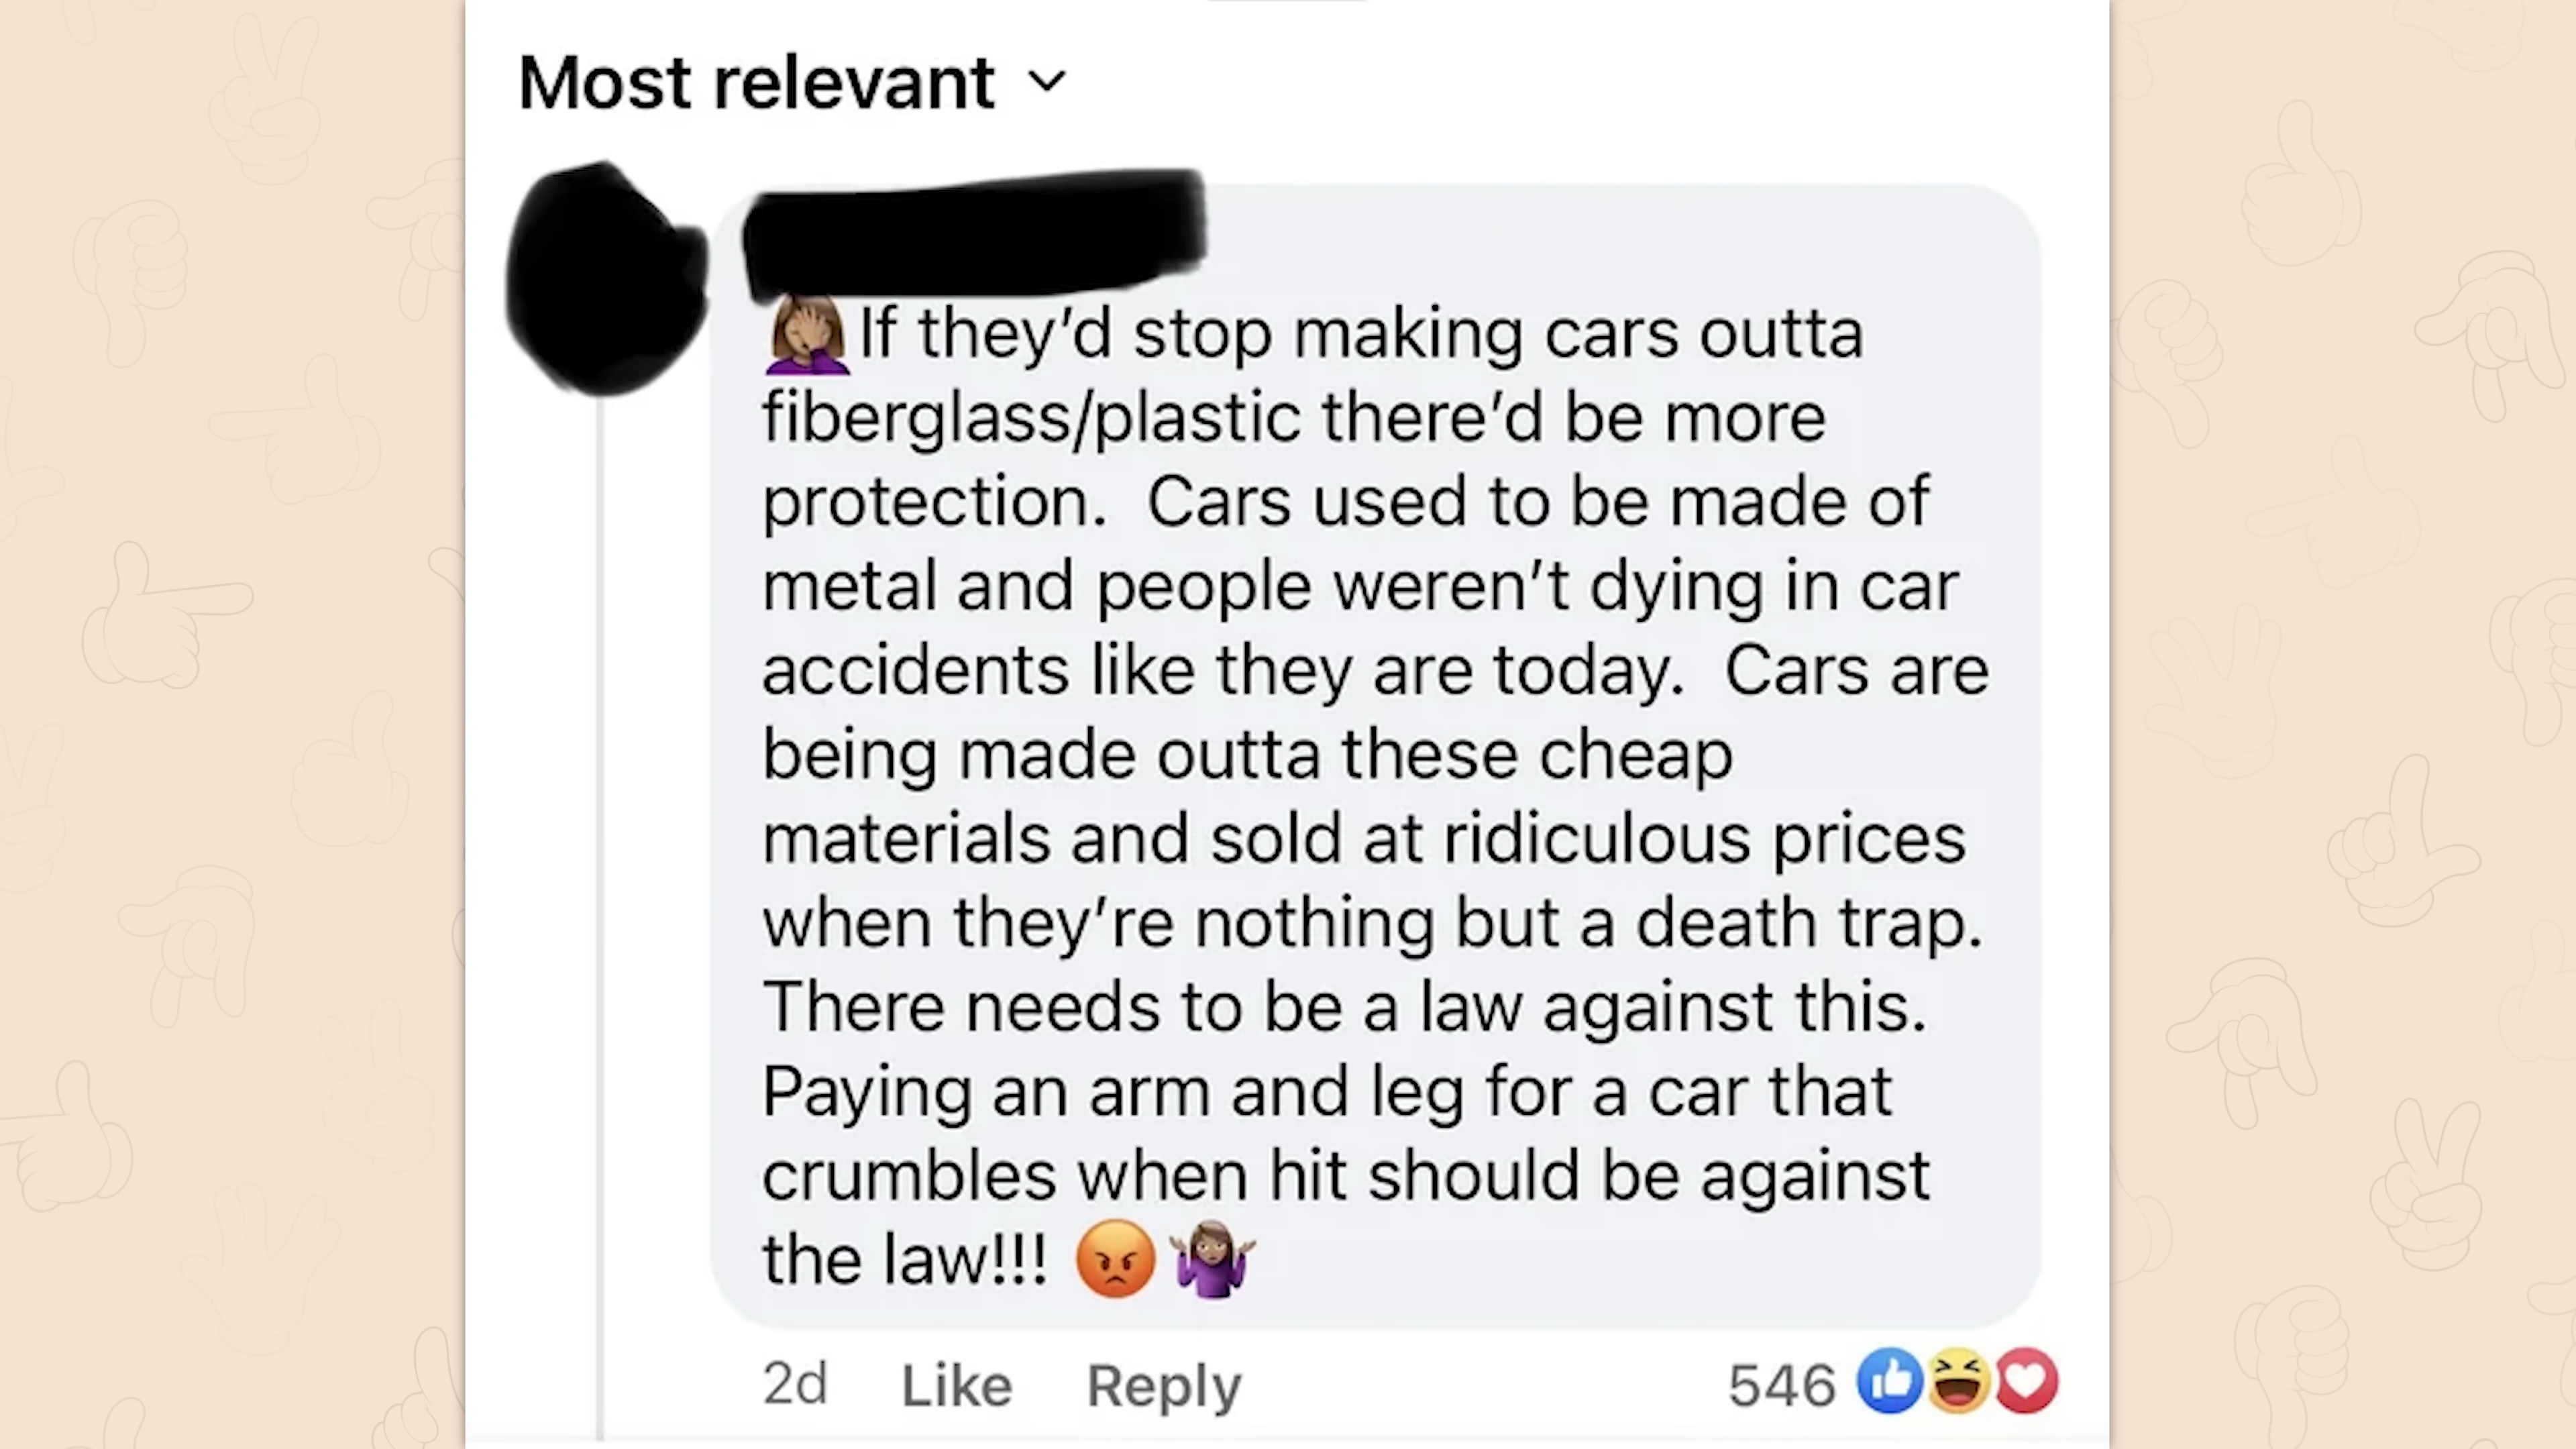 Most relevant
🤦🏽‍♀️If they’d stop making cars outta
fiberglass/plastic there’d be more
protection.  Cars used to be made of
metal and people weren’t dying in car
accidents like they are today.  Cars are
being made outta these cheap
materials and sold at ridiculous prices
when they’re nothing but a death trap.
There needs to be a law against this.
Paying an arm and leg for a car that
crumbles when hit should be against
the law!!! 😡🤷🏽‍♀️
2d Like Reply 546